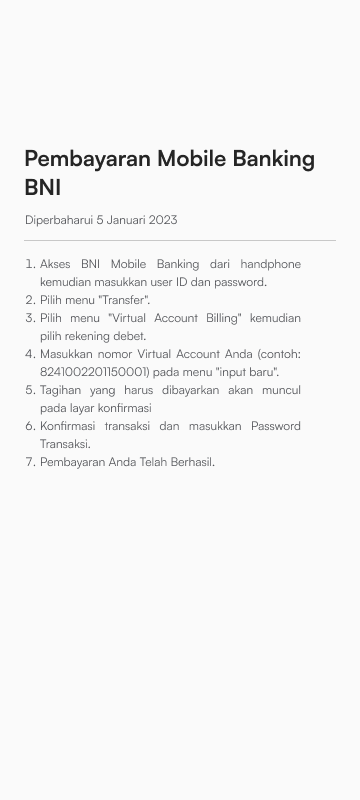 Pembayaran Mobile Banking
BNI
Diperbaharui 5 Januari 2023
1. Akses BNI Mobile Banking dari handphone
kemudian masukkan user ID dan password.
2. Pilih menu "Transfer".
3. Pilih menu "Virtual Account Billing" kemudian
pilih rekening debet.
4. Masukkan nomor Virtual Account Anda (contoh:
8241002201150001) pada menu "input baru".
5. Tagihan yang harus dibayarkan akan muncul
pada layar konfirmasi
6. Konfirmasi transaksi dan masukkan Password
Transaksi.
7. Pembayaran Anda Telah Berhasil.